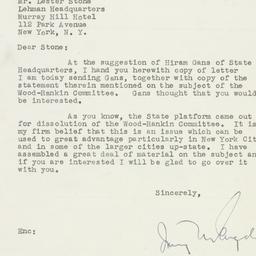 Mr. Lester Stone
Lehman Headquarters
Murray Hill Hotel
112 Park Avenue
New York, N. Y.
Dear Stone:
At the suggestion of Hiram Gans of State
Headquarters, I hand you herewith copy of letter
I am today sending Gans, together with copy of the
statement therein mentioned on the subject of the
Wood-Hankin Committee. Gans thought that you would
be interested.
As you know, the State platform came out
for dissolution of the Wood-Hankin Committee. It is
my firm belief that this is an issue which can be
used to great advantage particularly in New York Cit
and in some of the larger cities up-state. I have
assembled a great deal of material on the subject an
if you are interested I will be glad to go over it
with you.
Sincerely,
Enc: